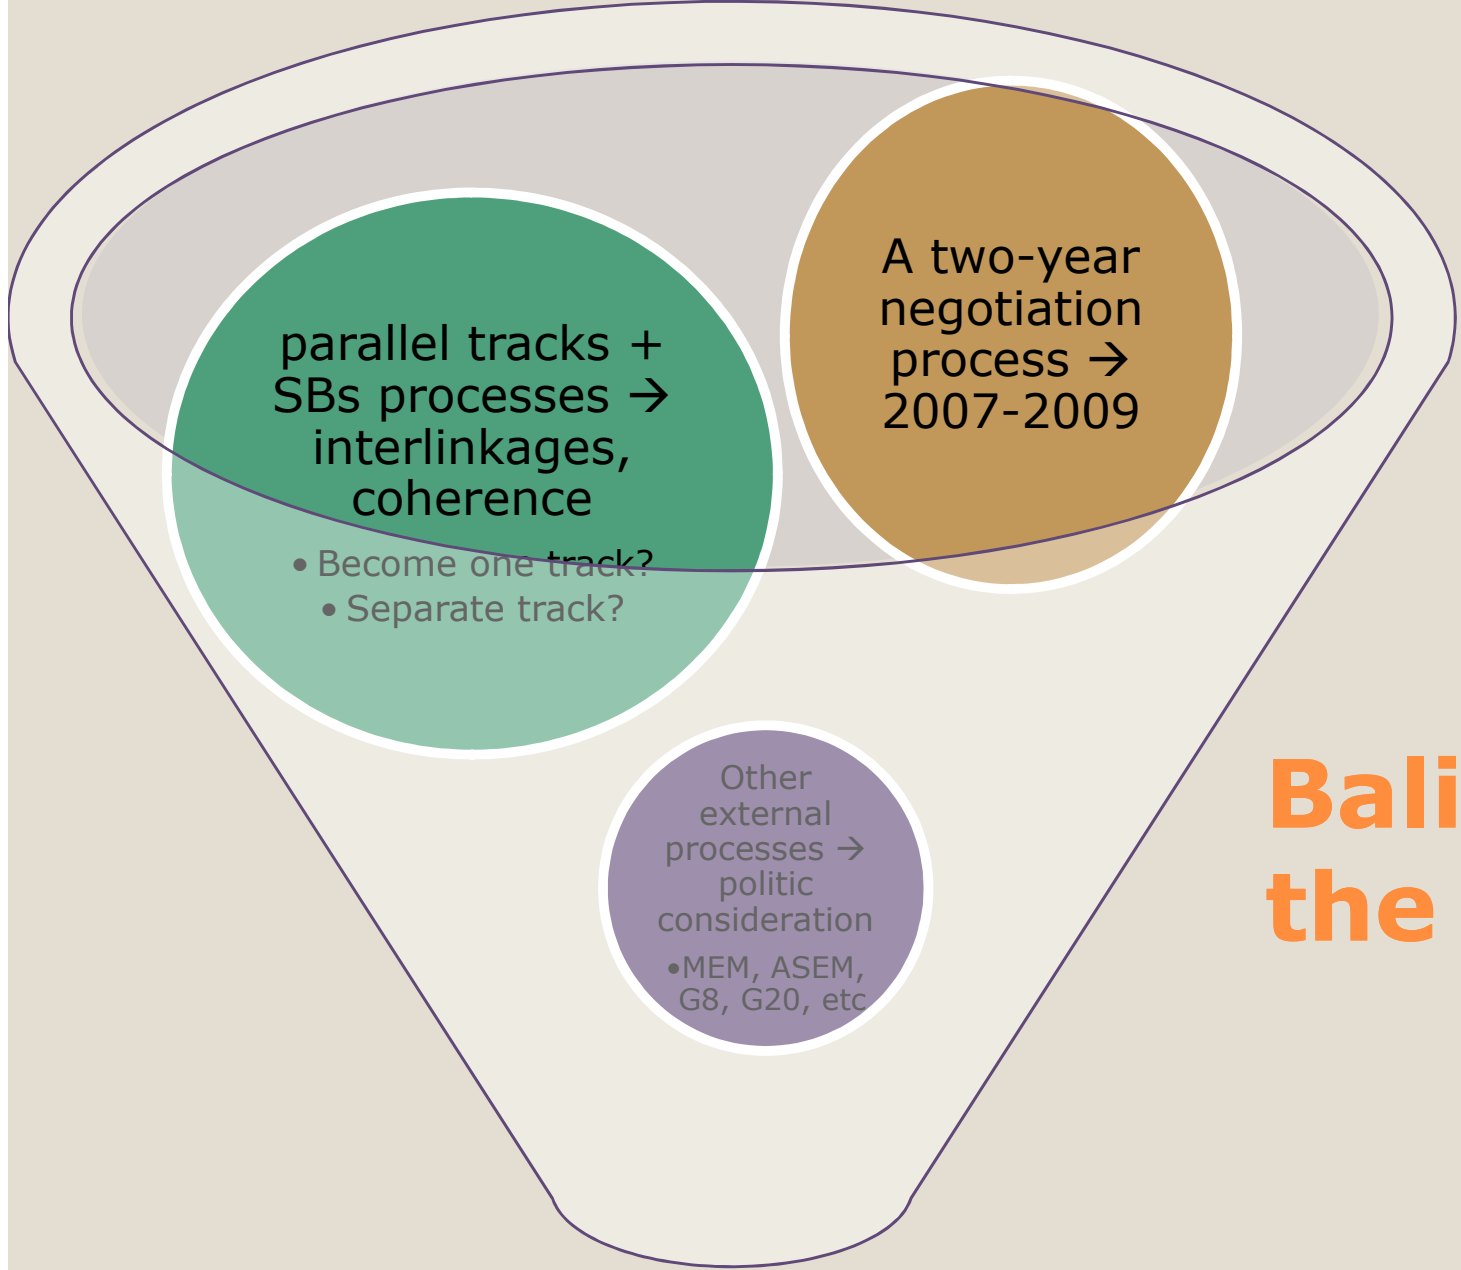 parallel tracks +
SBs processes →
interlinkages,
coherence
• Become one track?
• Separate track?
A two-year
negotiation
process →
2007-2009
Other
external
processes →
politic
consideration
•MEM, ASEM,
G8, G20, etc
Bali
the